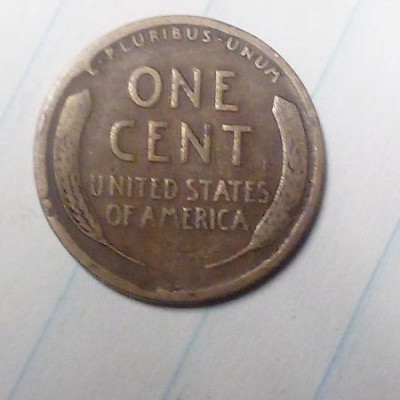 E·PLURIBUS·UNUM
ONE
CENT
UNITED STATES
OF AMERICA